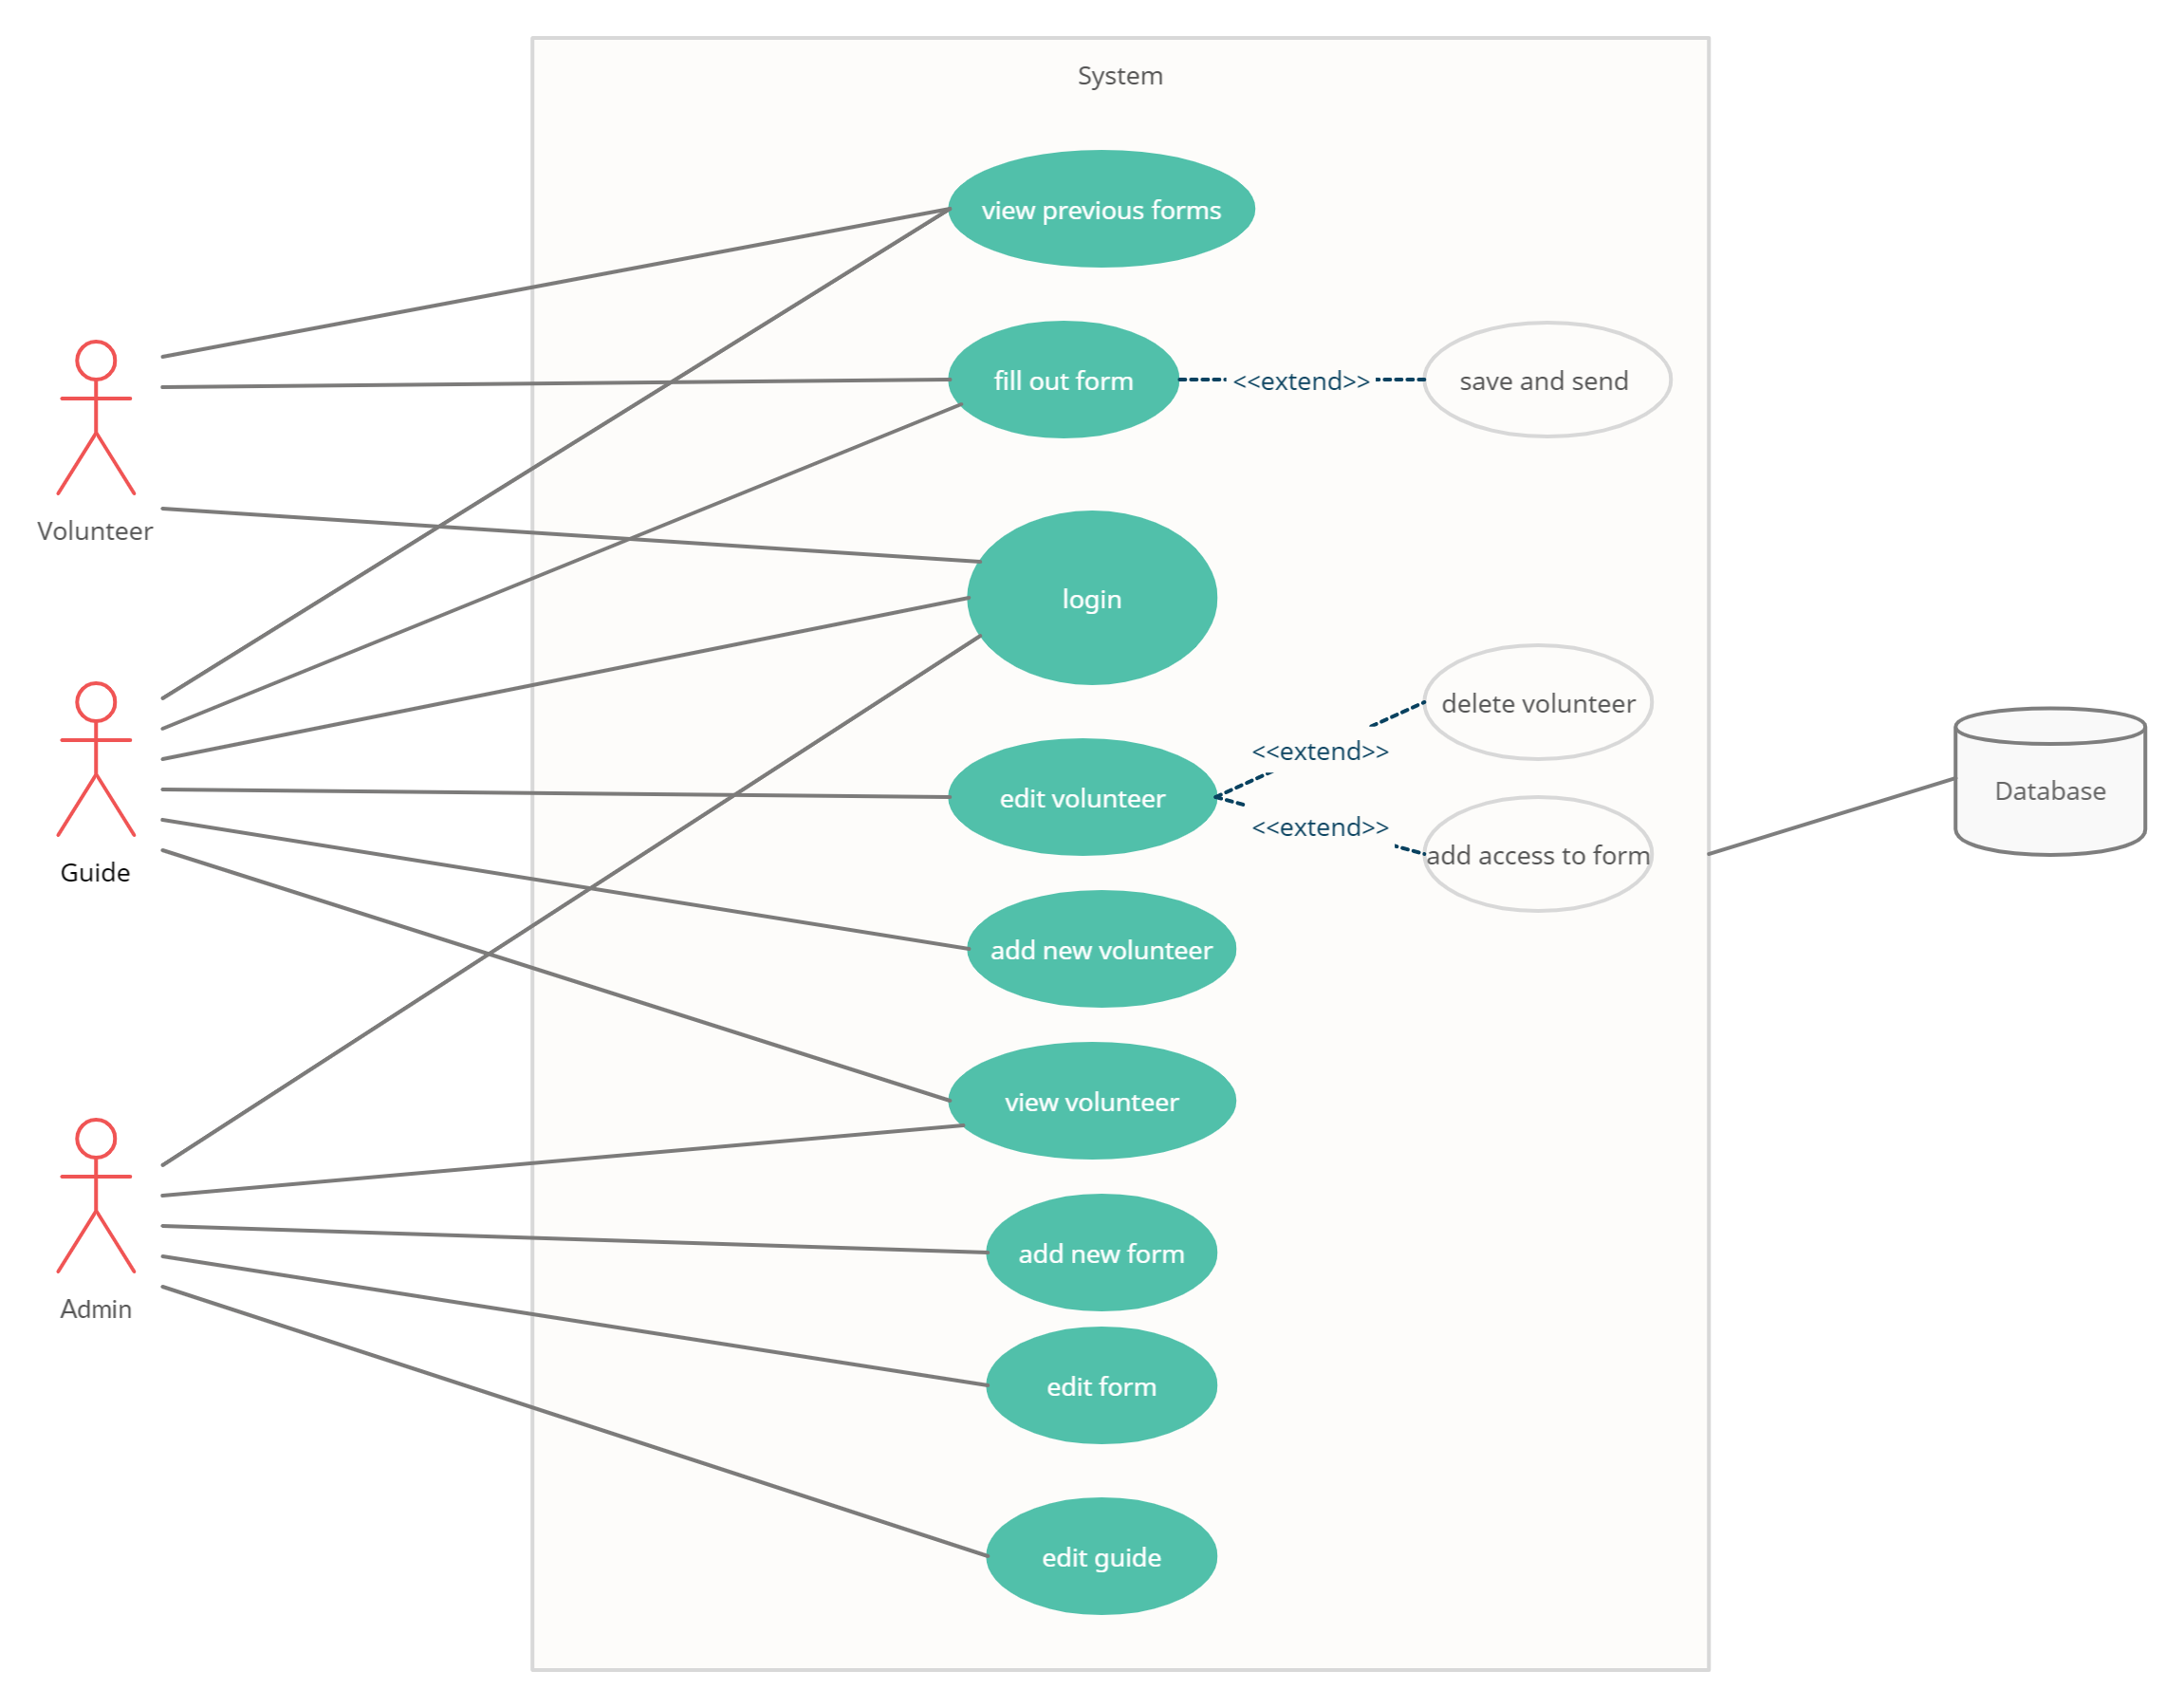 System
view previous forms
fill out form
<<extend>>
save and send
Volunteer
login
delete volunteer
<<extend>>
edit volunteer
<<extend>>
add access to form
Database
Guide
add new volunteer
view volunteer
add new form
Admin
edit form
edit guide